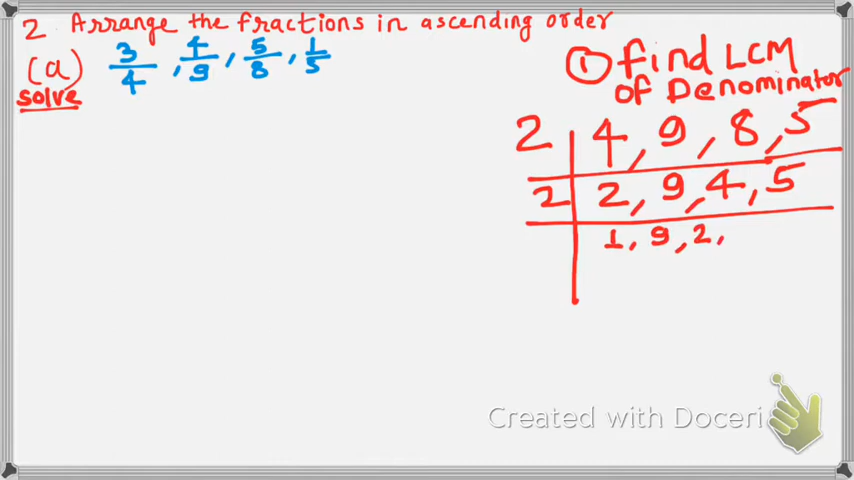 2 Arrange the fractions in ascending order
(a) 3/4, 4/9, 5/8, 1/5
solve
① find LCM
of Denominator
2 | 4, 9, 8, 5
2 | 2, 9, 4, 5
1, 9, 2,
Created with Doceri